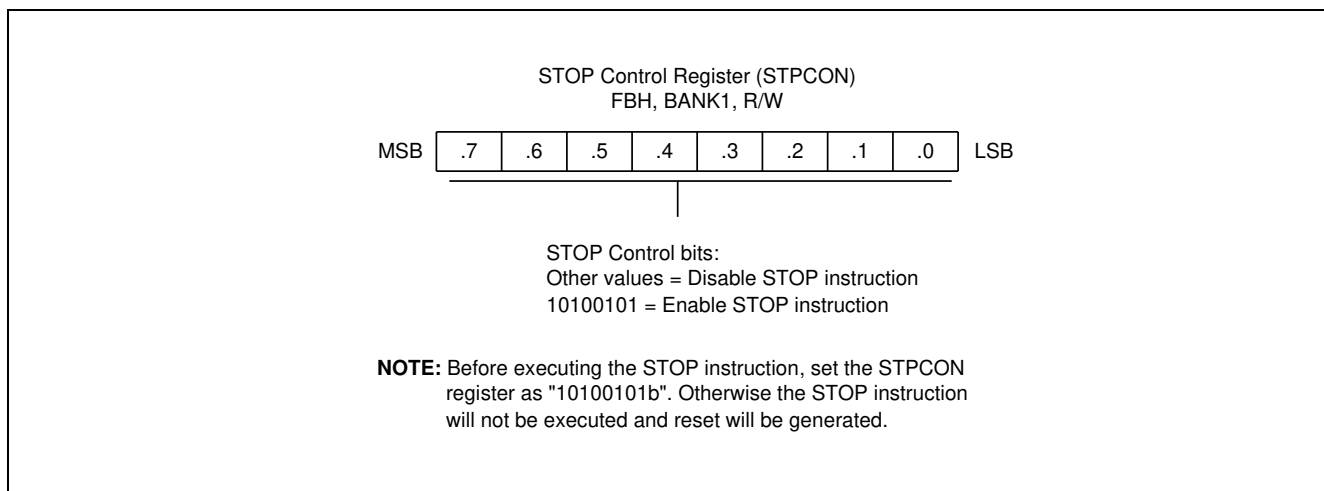 STOP Control Register (STPCON)
FBH, BANK1, R/W
MSB .7 .6 .5 .4 .3 .2 .1 .0 LSB
STOP Control bits:
Other values = Disable STOP instruction
10100101 = Enable STOP instruction
NOTE: Before executing the STOP instruction, set the STPCON
register as "10100101b". Otherwise the STOP instruction
will not be executed and reset will be generated.